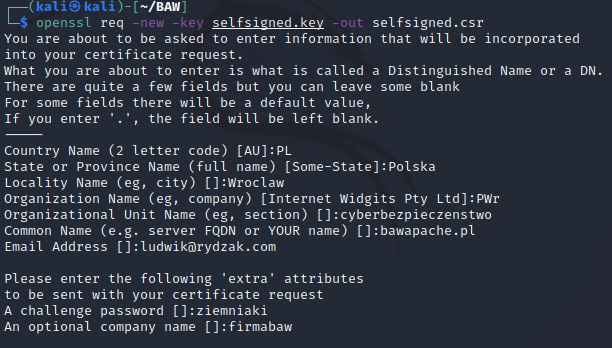 (kali㉿kali)-[~/BAW]
$ openssl req -new -key selfsigned.key -out selfsigned.csr
You are about to be asked to enter information that will be incorporated
into your certificate request.
What you are about to enter is what is called a Distinguished Name or a DN.
There are quite a few fields but you can leave some blank
For some fields there will be a default value,
If you enter '.', the field will be left blank.
-----
Country Name (2 letter code) [AU]:PL
State or Province Name (full name) [Some-State]:Polska
Locality Name (eg, city) []:Wroclaw
Organization Name (eg, company) [Internet Widgits Pty Ltd]:PWr
Organizational Unit Name (eg, section) []:cyberbezpieczenstwo
Common Name (e.g. server FQDN or YOUR name) []:bawapache.pl
Email Address []:ludwik@rydzak.com
Please enter the following 'extra' attributes
to be sent with your certificate request
A challenge password []:ziemniaki
An optional company name []:firmabaw